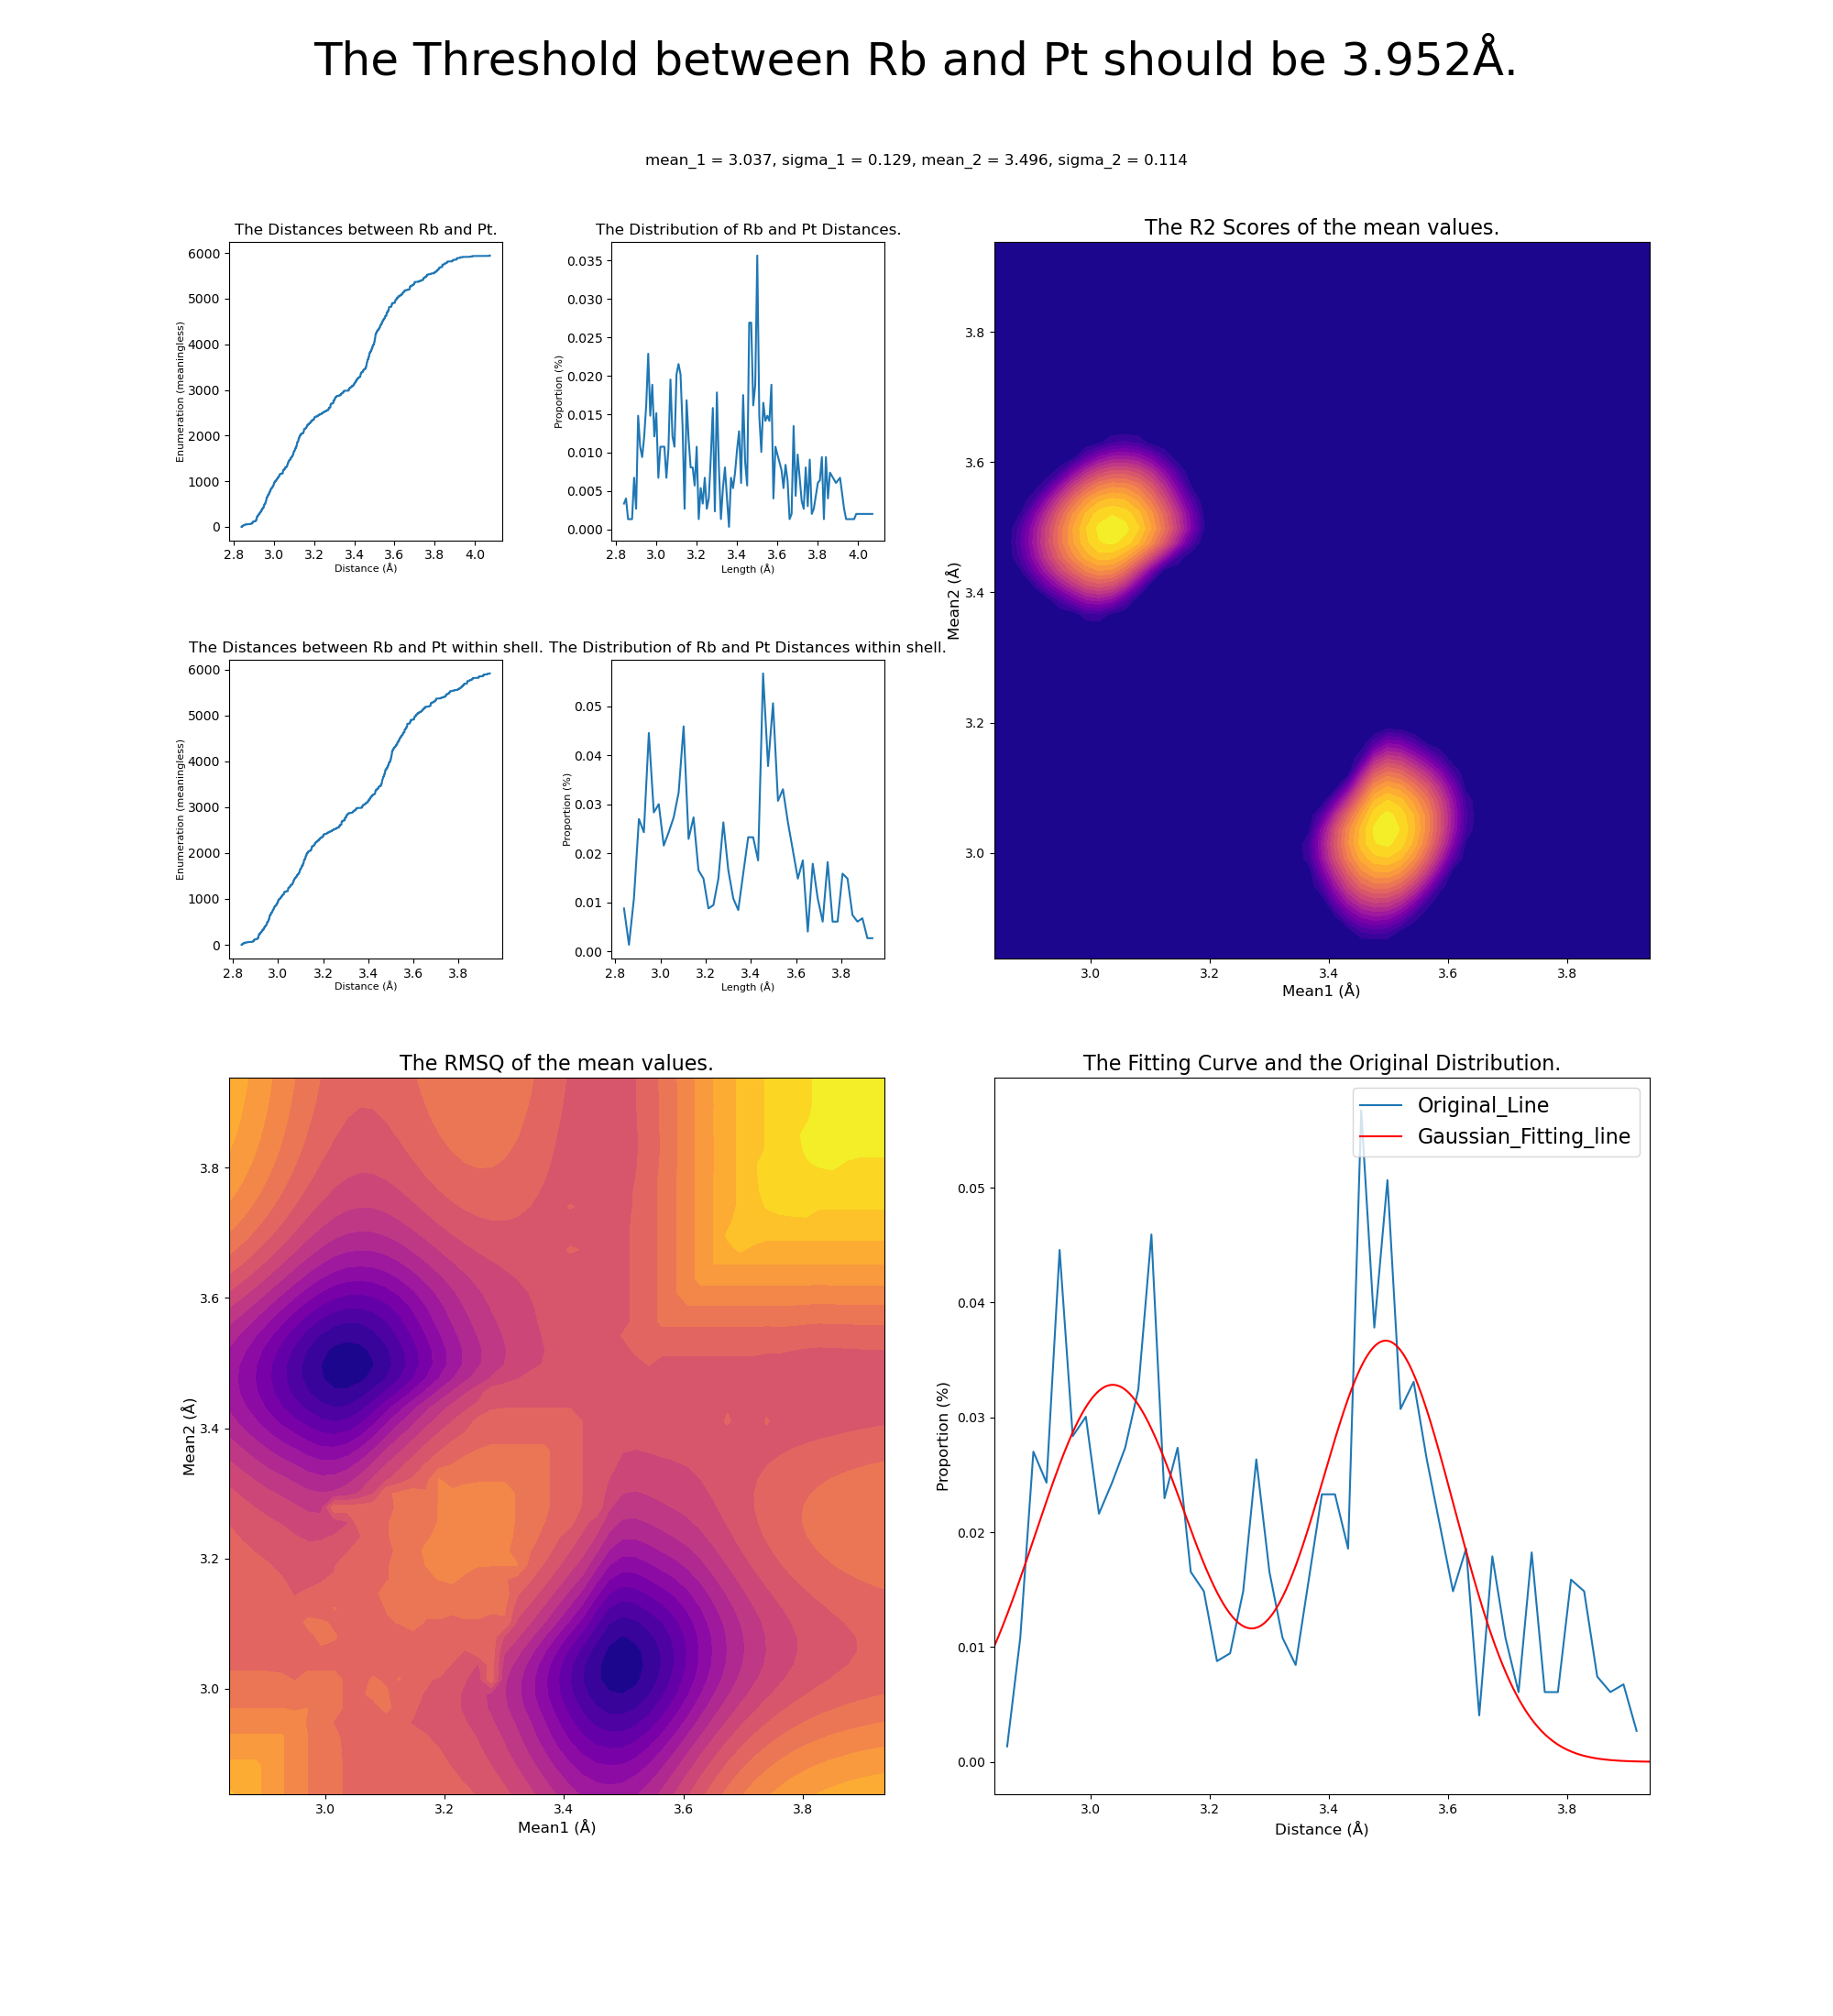 The Threshold between Rb and Pt should be 3.952Å.
mean_1 = 3.037, sigma_1 = 0.129, mean_2 = 3.496, sigma_2 = 0.114
The Distances between Rb and Pt.
6000
5000
4000
3000
2000
1000
0
Enumeration (meaningless)
2.8 3.0 3.2 3.4 3.6 3.8 4.0
Distance (Å)
The Distribution of Rb and Pt Distances.
0.035
0.030
0.025
0.020
0.015
0.010
0.005
0.000
Proportion (%)
2.8 3.0 3.2 3.4 3.6 3.8 4.0
Length (Å)
The R2 Scores of the mean values.
3.8
3.6
3.4
3.2
3.0
Mean2 (Å)
3.0 3.2 3.4 3.6 3.8
Mean1 (Å)
The Distances between Rb and Pt within shell.
6000
5000
4000
3000
2000
1000
0
Enumeration (meaningless)
2.8 3.0 3.2 3.4 3.6 3.8
Distance (Å)
The Distribution of Rb and Pt Distances within shell.
0.05
0.04
0.03
0.02
0.01
0.00
Proportion (%)
2.8 3.0 3.2 3.4 3.6 3.8
Length (Å)
The RMSQ of the mean values.
3.8
3.6
3.4
3.2
3.0
Mean2 (Å)
3.0 3.2 3.4 3.6 3.8
Mean1 (Å)
The Fitting Curve and the Original Distribution.
Original_Line
Gaussian_Fitting_line
0.05
0.04
0.03
0.02
0.01
0.00
Proportion (%)
3.0 3.2 3.4 3.6 3.8
Distance (Å)